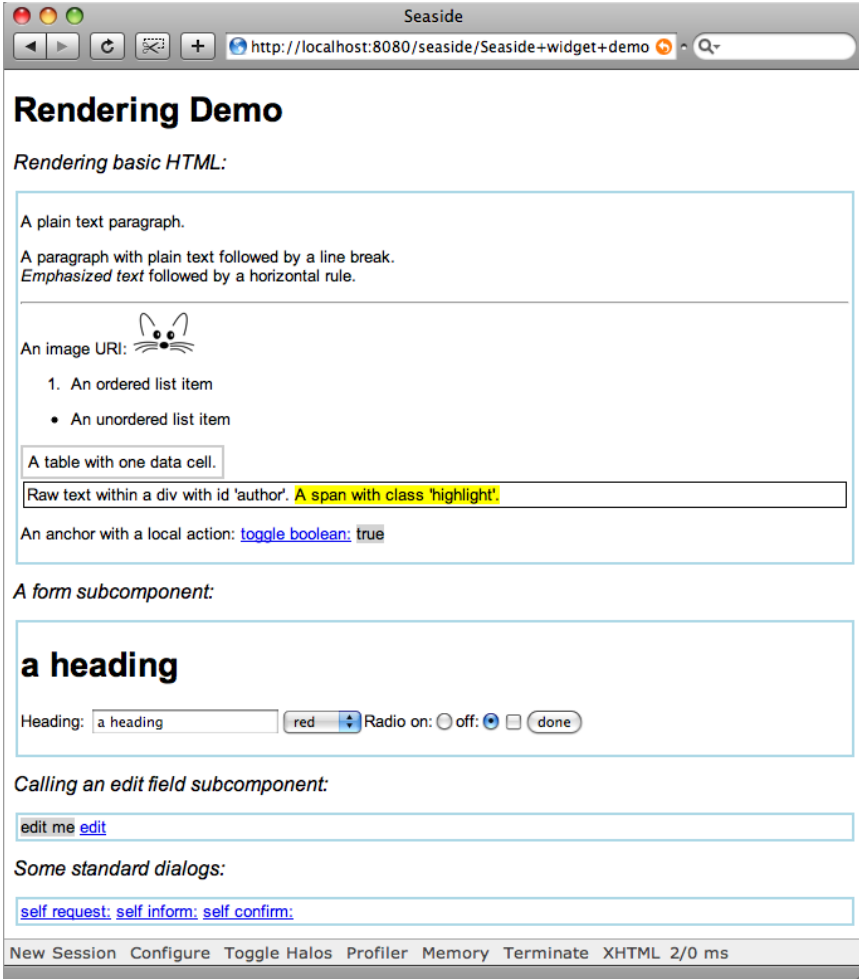 Seaside
http://localhost:8080/seaside/Seaside+widget+demo
Rendering Demo
Rendering basic HTML:
A plain text paragraph.
A paragraph with plain text followed by a line break.
Emphasized text followed by a horizontal rule.
An image URI:
1. An ordered list item
• An unordered list item
A table with one data cell.
Raw text within a div with id 'author'. A span with class 'highlight'.
An anchor with a local action: toggle boolean: true
A form subcomponent:
a heading
Heading: a heading red Radio on: off: done
Calling an edit field subcomponent:
edit me edit
Some standard dialogs:
self request: self inform: self confirm:
New Session Configure Toggle Halos Profiler Memory Terminate XHTML 2/0 ms